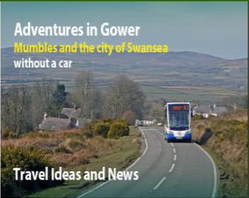 Adventures in Gower
Mumbles and the city of Swansea
without a car
Travel Ideas and News